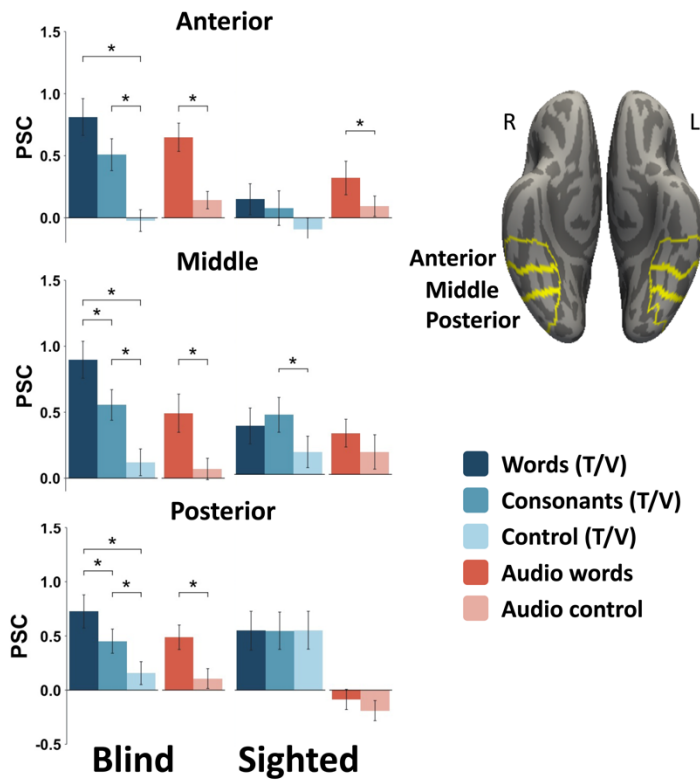 Anterior
PSC
1.5
1.0
0.5
0.0
*
*
*
*
R
L
Anterior
Middle
Posterior
Middle
PSC
1.5
1.0
0.5
0.0
*
*
*
*
*
Posterior
PSC
1.5
1.0
0.5
0.0
-0.5
*
*
*
*
Blind
Sighted
Words (T/V)
Consonants (T/V)
Control (T/V)
Audio words
Audio control